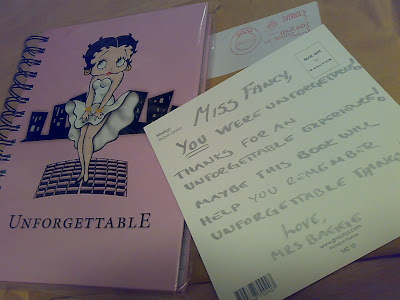 UNFORGETTABLE
MISS FANCY,
YOU WERE UNFORGETTABLE!
THANKS FOR AN
UNFORGETTABLE EXPERIENCE!
MAYBE THIS BOOK WILL
HELP YOU REMEMBER
UNFORGETTABLE THINGS
LOVE,
MRS BACKIE